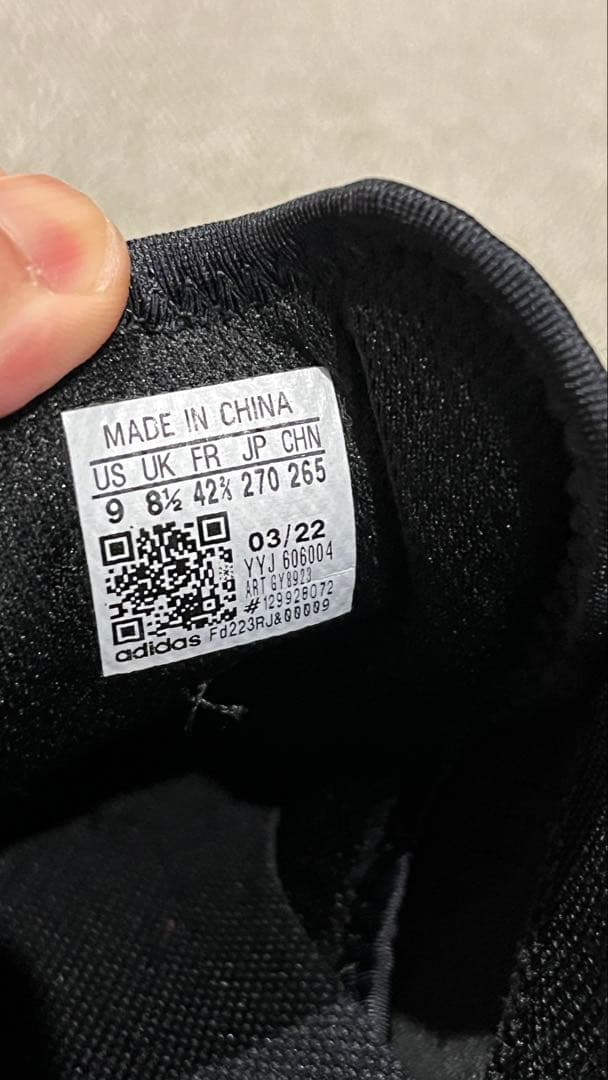 MADE IN CHINA
US UK FR JP CHN
9 8½ 42⅔ 270 265
03/22
YYJ 606004
ART GY8923
#129928072
adidas Fd223RJ&00009